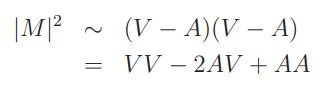 |M|² ∼ (V − A)(V − A)
= VV − 2AV + AA